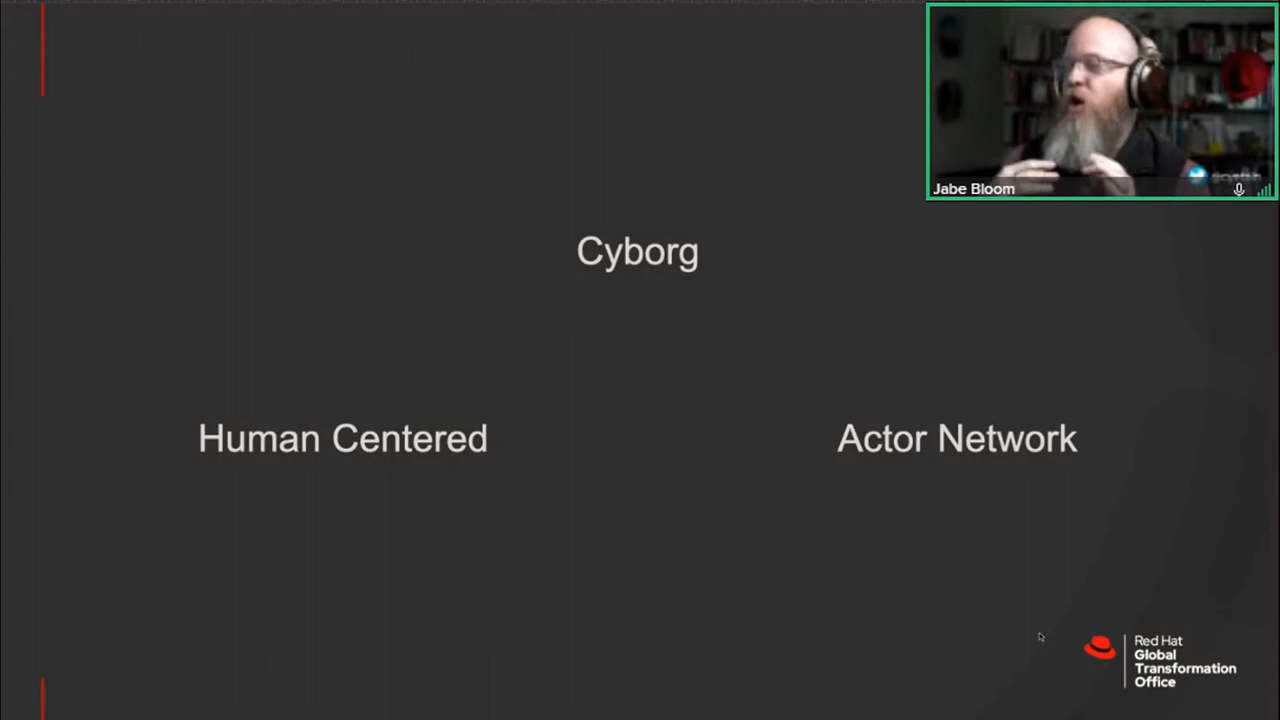 Jabe Bloom
Cyborg
Human Centered
Actor Network
Red Hat
Global
Transformation
Office